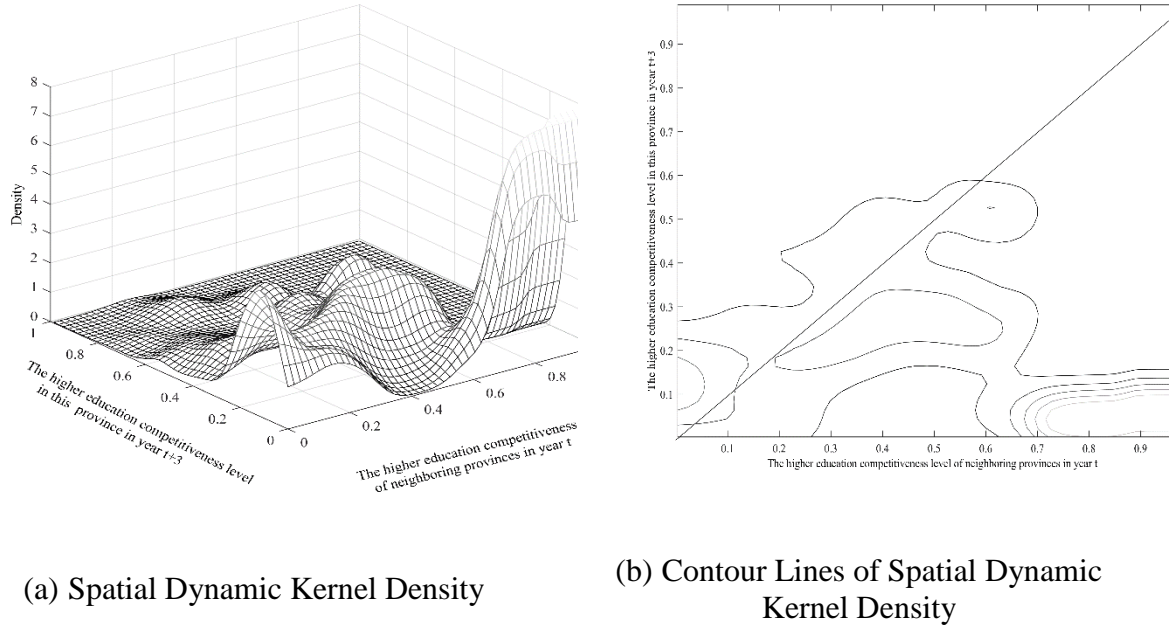 8
7
6
5
4
3
2
1
0
Density
1
0.8
0.6
0.4
0.2
0
The higher education competitiveness level
in this province in year t+3
0
0.2
0.4
0.6
0.8
The higher education competitiveness
of neighboring provinces in year t
(a) Spatial Dynamic Kernel Density
The higher education competitiveness level in this province in year t+3
0.9
0.8
0.7
0.6
0.5
0.4
0.3
0.2
0.1
0.1 0.2 0.3 0.4 0.5 0.6 0.7 0.8 0.9
The higher education competitiveness level of neighboring provinces in year t
(b) Contour Lines of Spatial Dynamic
Kernel Density